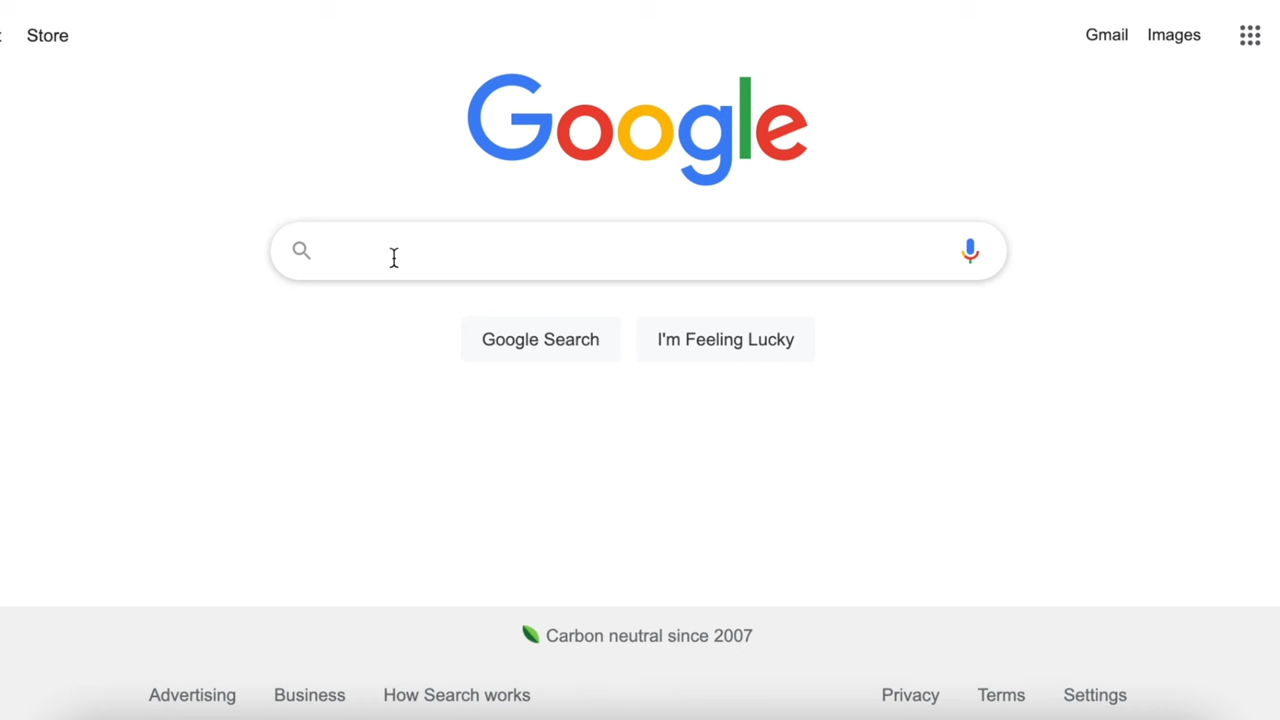 Store
Gmail Images
Google
Google Search I'm Feeling Lucky
Carbon neutral since 2007
Advertising Business How Search works Privacy Terms Settings